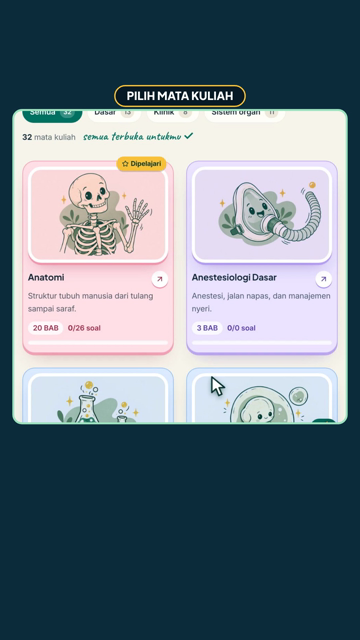 PILIH MATA KULIAH
Semua 32 Dasar 13 Klinik 8 Sistem organ 11
32 mata kuliah semua terbuka untukmu
Dipelajari
Anatomi
Struktur tubuh manusia dari tulang
sampai saraf.
20 BAB 0/26 soal
Anestesiologi Dasar
Anestesi, jalan napas, dan manajemen
nyeri.
3 BAB 0/0 soal